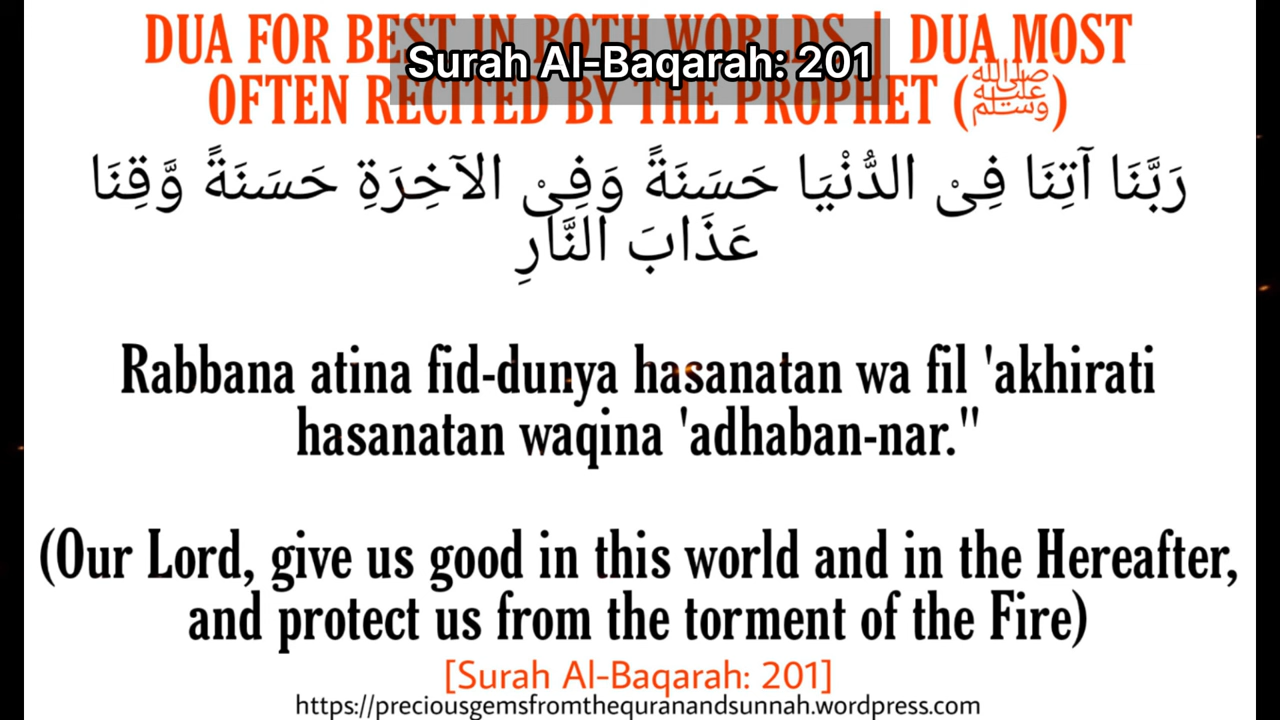 DUA FOR BEST IN BOTH WORLDS | DUA MOST
Surah Al-Baqarah: 201
OFTEN RECITED BY THE PROPHET (ﷺ)
رَبَّنَا آتِنَا فِىْ الدُّنْيَا حَسَنَةً وَفِىْ الآخِرَةِ حَسَنَةً وَّقِنَا
عَذَابَ النَّارِ
Rabbana atina fid-dunya hasanatan wa fil 'akhirati
hasanatan waqina 'adhaban-nar."
(Our Lord, give us good in this world and in the Hereafter,
and protect us from the torment of the Fire)
[Surah Al-Baqarah: 201]
https://preciousgemsfromthequranandsunnah.wordpress.com